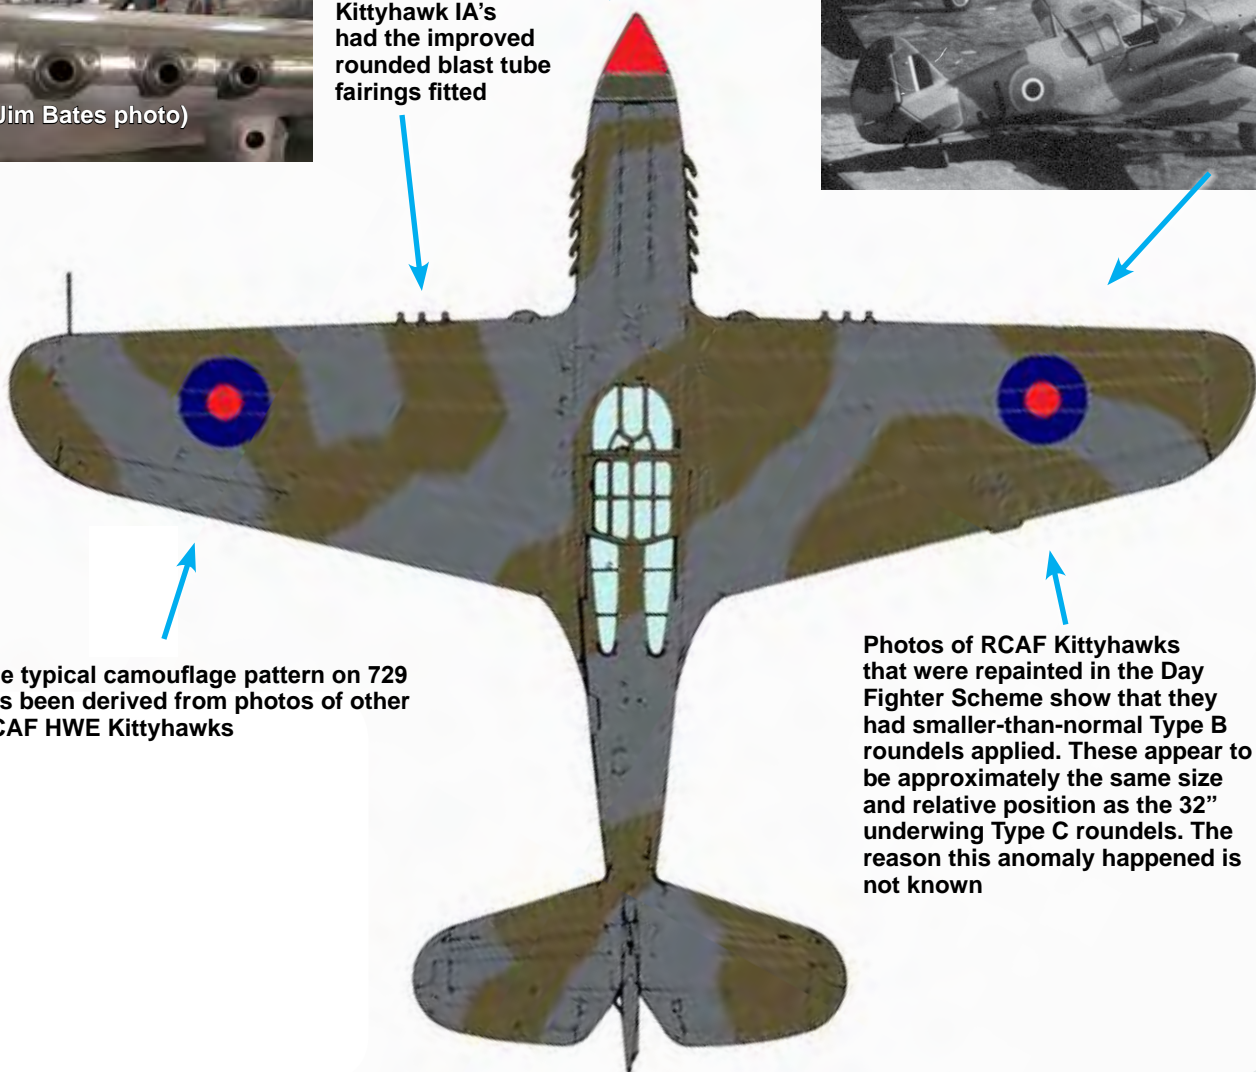 Kittyhawk IA’s
had the improved
rounded blast tube
fairings fitted
Jim Bates photo)
e typical camouflage pattern on 729
s been derived from photos of other
CAF HWE Kittyhawks
Photos of RCAF Kittyhawks
that were repainted in the Day
Fighter Scheme show that they
had smaller-than-normal Type B
roundels applied. These appear to
be approximately the same size
and relative position as the 32”
underwing Type C roundels. The
reason this anomaly happened is
not known